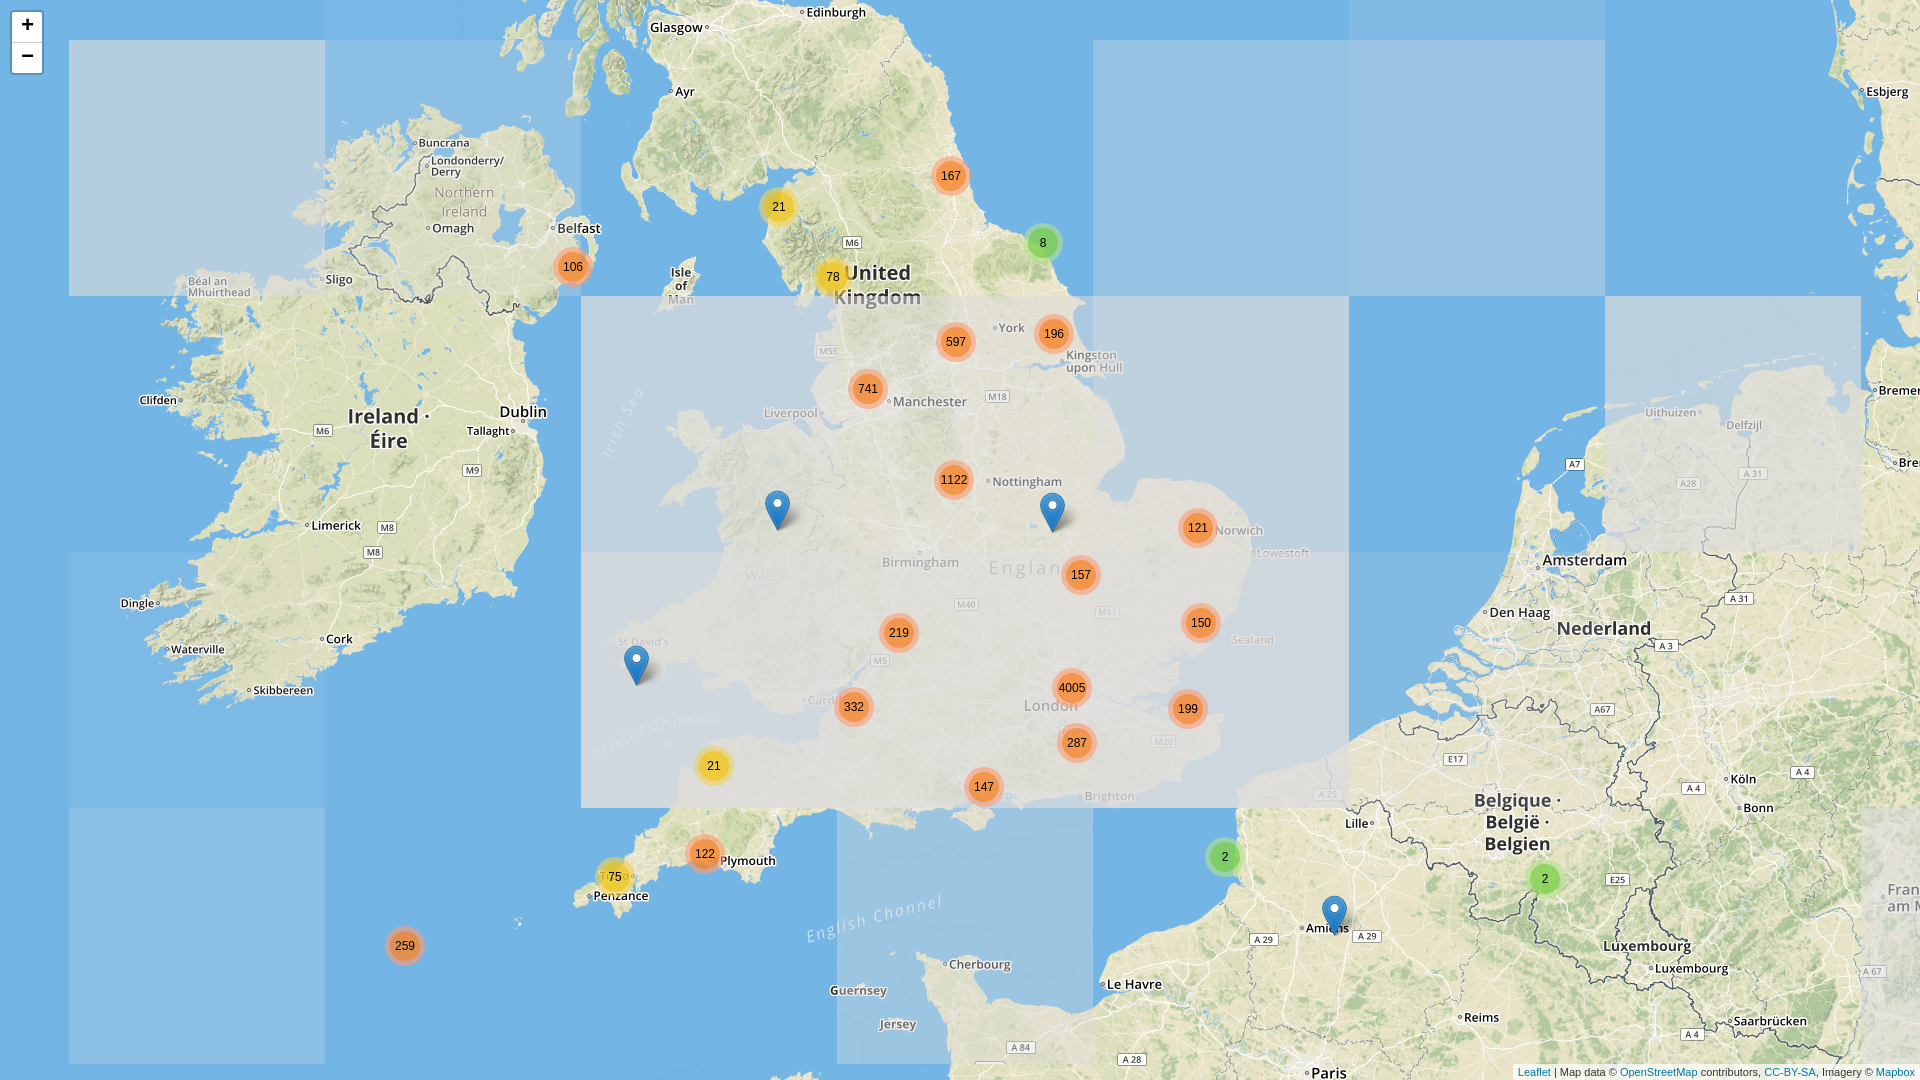 +
−
Edinburgh
Glasgow
Ayr
Esbjerg
Buncrana
Londonderry/
Derry
Northern
Ireland
Omagh
Belfast
167
21
8
106
78
M6
United
Kingdom
Isle
of
Man
Sligo
Béal an
Mhuirthead
York
196
597
M55
Kingston
upon Hull
741
Manchester
M18
Liverpool
Irish Sea
Clifden
Dublin
Tallaght
Ireland ·
Éire
M6
M9
Uithuizen
Delfzijl
A7
A28
A 31
1122
Nottingham
Limerick
M8
M8
121
Norwich
Lowestoft
Amsterdam
Birmingham
Wales
England
157
M40
M11
A 31
Dingle
Den Haag
Nederland
A 3
150
Sealand
219
Cork
Waterville
St David's
M5
Skibbereen
4005
332
London
199
A67
Bristol Channel
287
M20
E17
21
147
Brighton
A 25
Köln
A 4
A 4
Bonn
Belgique ·
België ·
Belgien
Lille
122
Plymouth
75
Penzance
2
2
E25
English Channel
Amiens
A 29
A 29
259
Luxembourg
Luxembourg
Cherbourg
A 67
Le Havre
Guernsey
Jersey
Reims
Saarbrücken
A 4
A 84
A 28
Paris
Leaflet | Map data © OpenStreetMap contributors, CC-BY-SA, Imagery © Mapbox